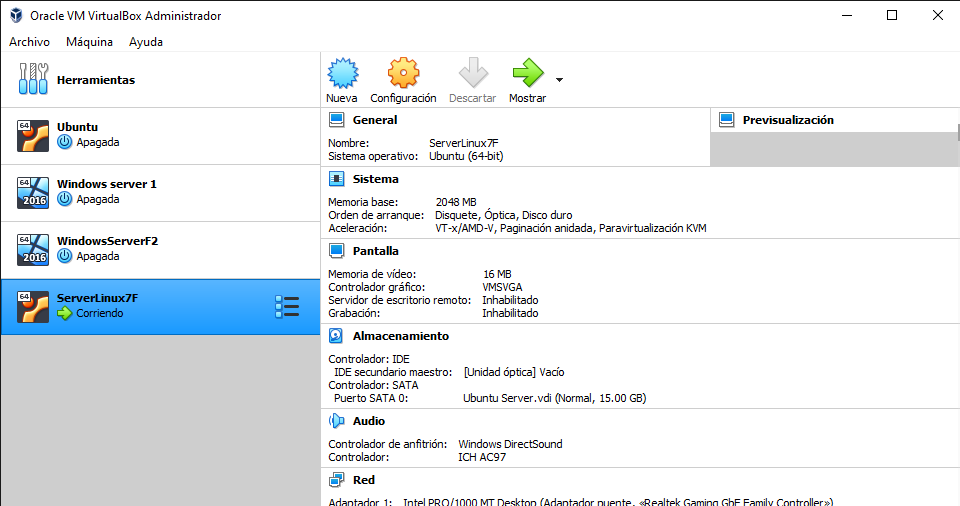 Oracle VM VirtualBox Administrador
Archivo Máquina Ayuda
Herramientas
64
Ubuntu
Apagada
64
2016
Windows server 1
Apagada
64
2016
WindowsServerF2
Apagada
64
ServerLinux7F
Corriendo
Nueva Configuración Descartar Mostrar
General
Nombre: ServerLinux7F
Sistema operativo: Ubuntu (64-bit)
Previsualización
Sistema
Memoria base: 2048 MB
Orden de arranque: Disquete, Óptica, Disco duro
Aceleración: VT-x/AMD-V, Paginación anidada, Paravirtualización KVM
Pantalla
Memoria de vídeo: 16 MB
Controlador gráfico: VMSVGA
Servidor de escritorio remoto: Inhabilitado
Grabación: Inhabilitado
Almacenamiento
Controlador: IDE
IDE secundario maestro: [Unidad óptica] Vacío
Controlador: SATA
Puerto SATA 0: Ubuntu Server.vdi (Normal, 15.00 GB)
Audio
Controlador de anfitrión: Windows DirectSound
Controlador: ICH AC97
Red
Adaptador 1: Intel PRO/1000 MT Desktop (Adaptador puente, «Realtek Gaming GbE Family Controller»)